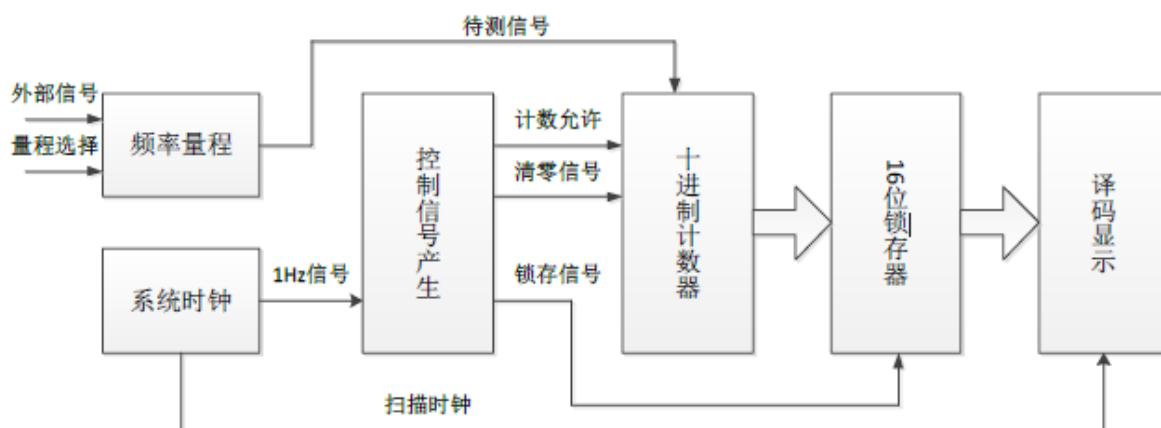 待测信号
外部信号
量程选择
频率量程
控制信号产生
计数允许
清零信号
十进制计数器
16位锁存器
译码显示
系统时钟
1Hz信号
锁存信号
扫描时钟